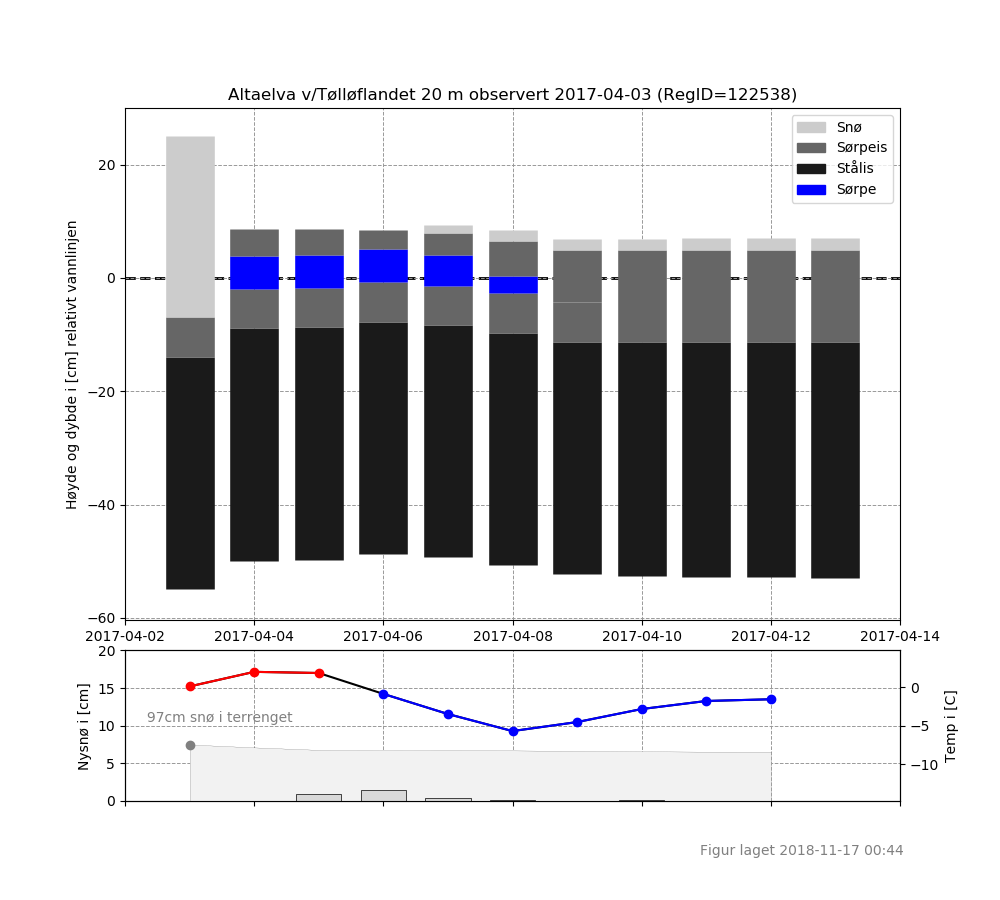 Altaelva v/Tølløflandet 20 m observert 2017-04-03 (RegID=122538)
Snø
Sørpeis
Stålis
Sørpe
Høyde og dybde i [cm] relativt vannlinjen
20
0
−20
−40
−60
2017-04-02
2017-04-04
2017-04-06
2017-04-08
2017-04-10
2017-04-12
2017-04-14
Nysnø i [cm]
20
15
10
5
0
97cm snø i terrenget
0
−5
−10
Temp i [C]
Figur laget 2018-11-17 00:44